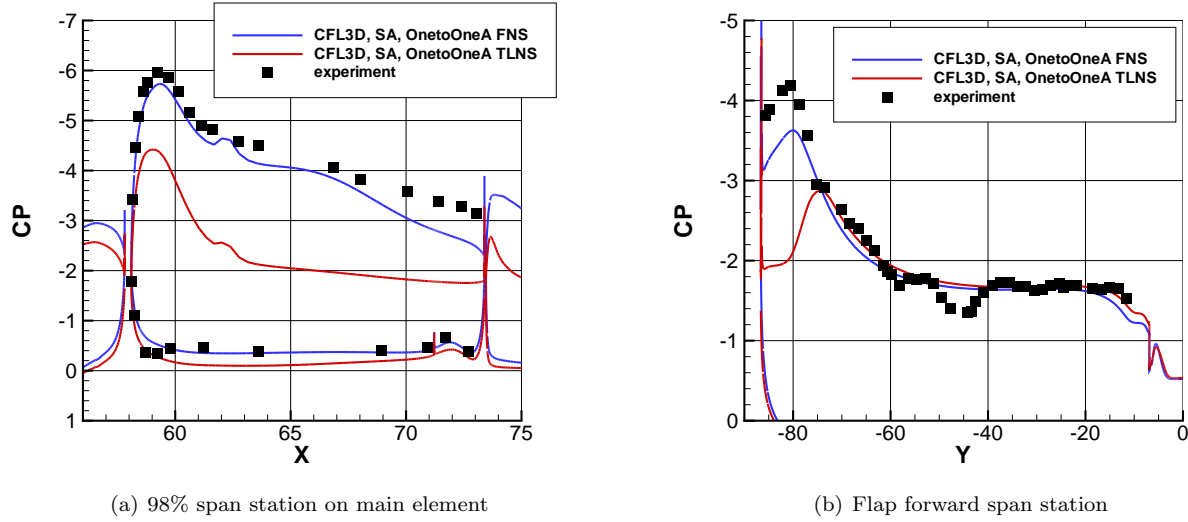 CFL3D, SA, OnetoOneA FNS
CFL3D, SA, OnetoOneA TLNS
experiment
CP
-7
-6
-5
-4
-3
-2
-1
0
1
60
65
70
75
X
(a) 98% span station on main element
CFL3D, SA, OnetoOneA FNS
CFL3D, SA, OnetoOneA TLNS
experiment
CP
-5
-4
-3
-2
-1
0
-80
-60
-40
-20
0
Y
(b) Flap forward span station